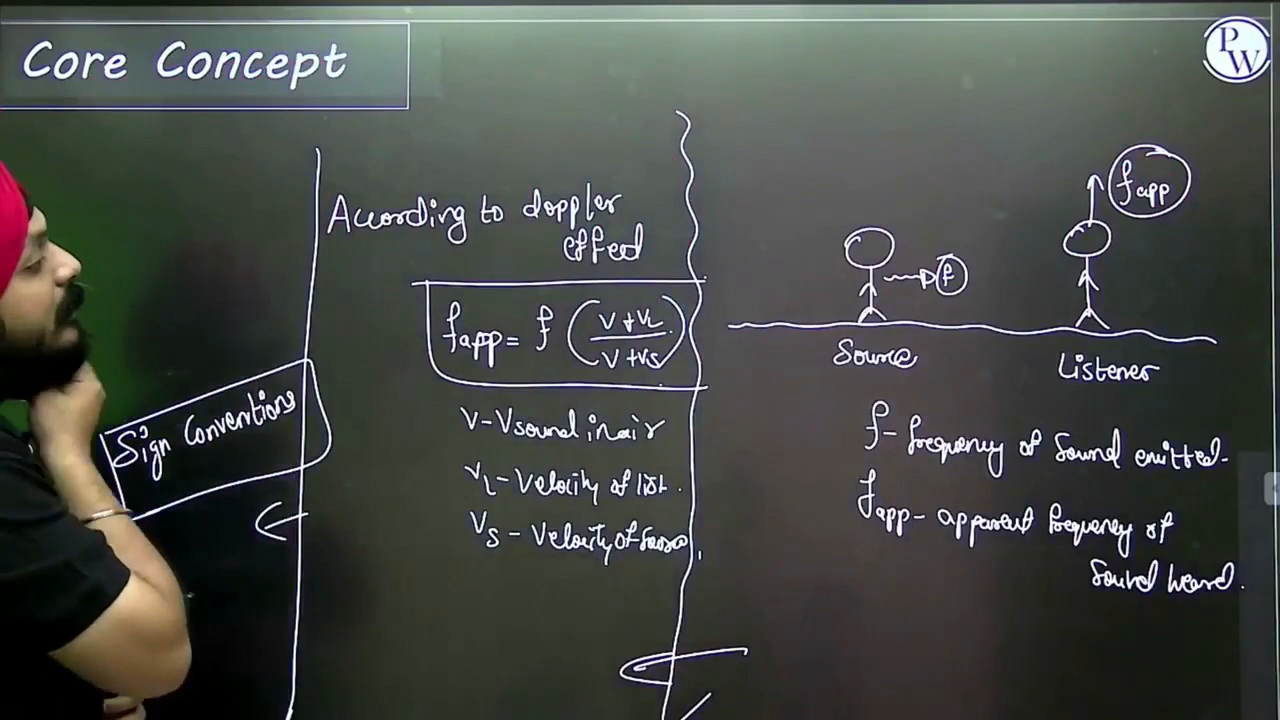 Core Concept
PW
According to doppler
effect
fapp = f (V+VL / V+VS)
V - Vsound in air
VL - Velocity of list.
VS - Velocity of Source
Sign Conventions
fapp
f
Source
Listener
f - frequency of sound emitted.
fapp - apparent frequency of
sound heard.